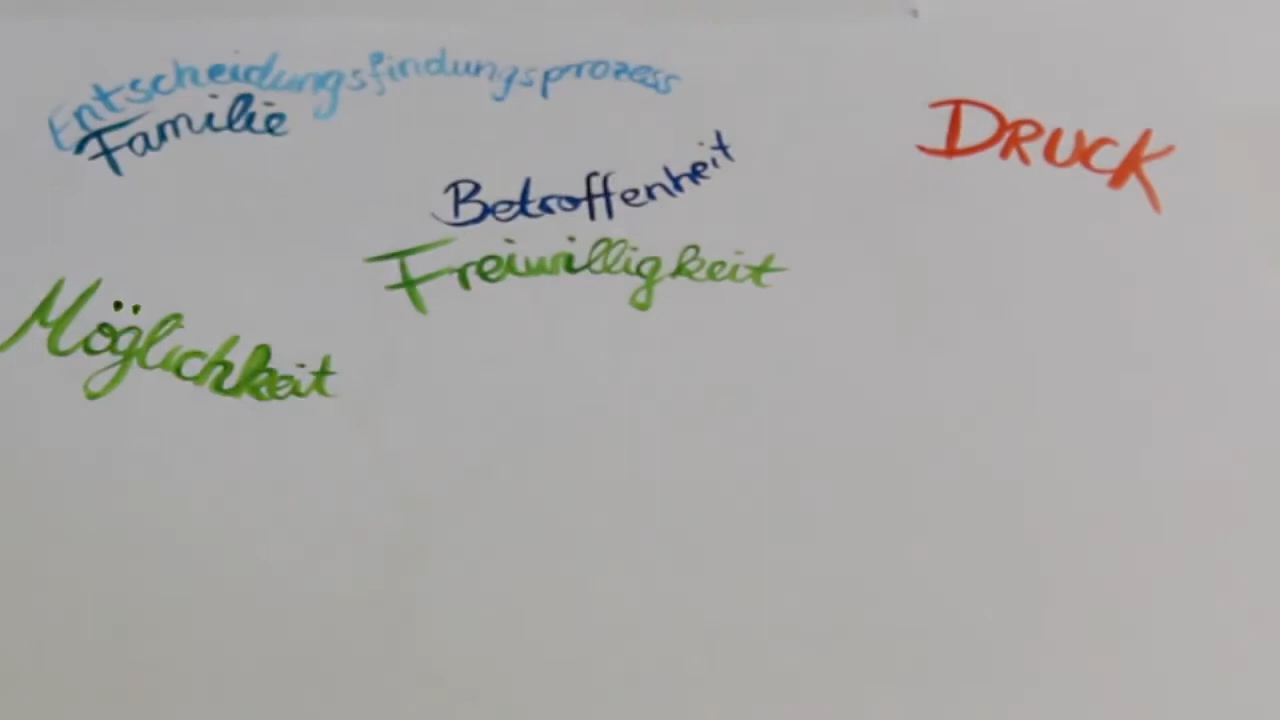 Entscheidungsfindungsprozess
Familie
DRUCK
Betroffenheit
Freiwilligkeit
Möglichkeit